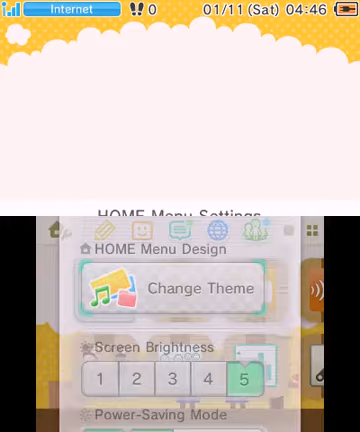 Internet
0
01/11 (Sat) 04:46
HOME Menu Settings
HOME Menu Design
Change Theme
Screen Brightness
1 2 3 4 5
Power-Saving Mode